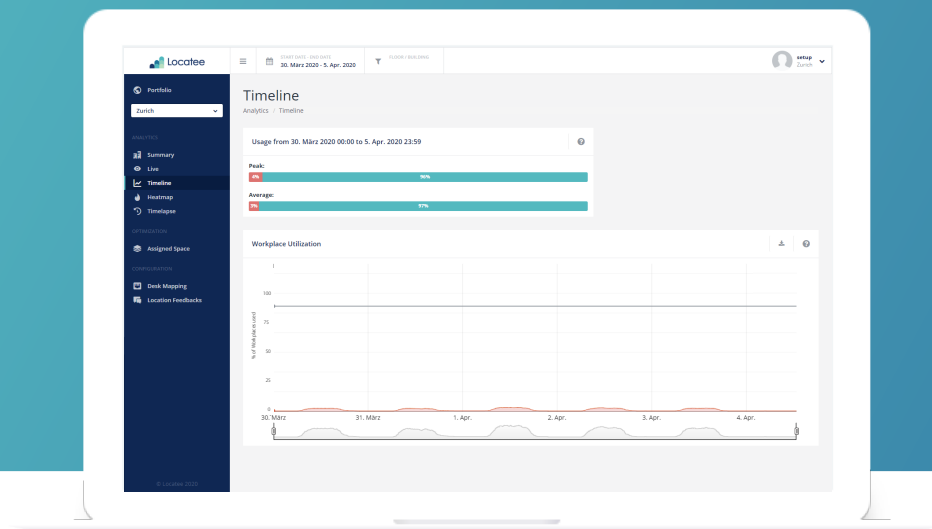 Locatee
START DATE - END DATE
30. März 2020 - 5. Apr. 2020
FLOOR / BUILDING
setup
Zurich
Portfolio
Zurich
ANALYTICS
Summary
Live
Timeline
Heatmap
Timelapse
OPTIMIZATION
Assigned Space
CONFIGURATION
Desk Mapping
Location Feedbacks
© Locatee 2020
Timeline
Analytics / Timeline
Usage from 30. März 2020 00:00 to 5. Apr. 2020 23:59
Peak:
4% 96%
Average:
3% 97%
Workplace Utilization
% of Workplaces used
100
75
50
25
0
30. März 31. März 1. Apr. 2. Apr. 3. Apr. 4. Apr.